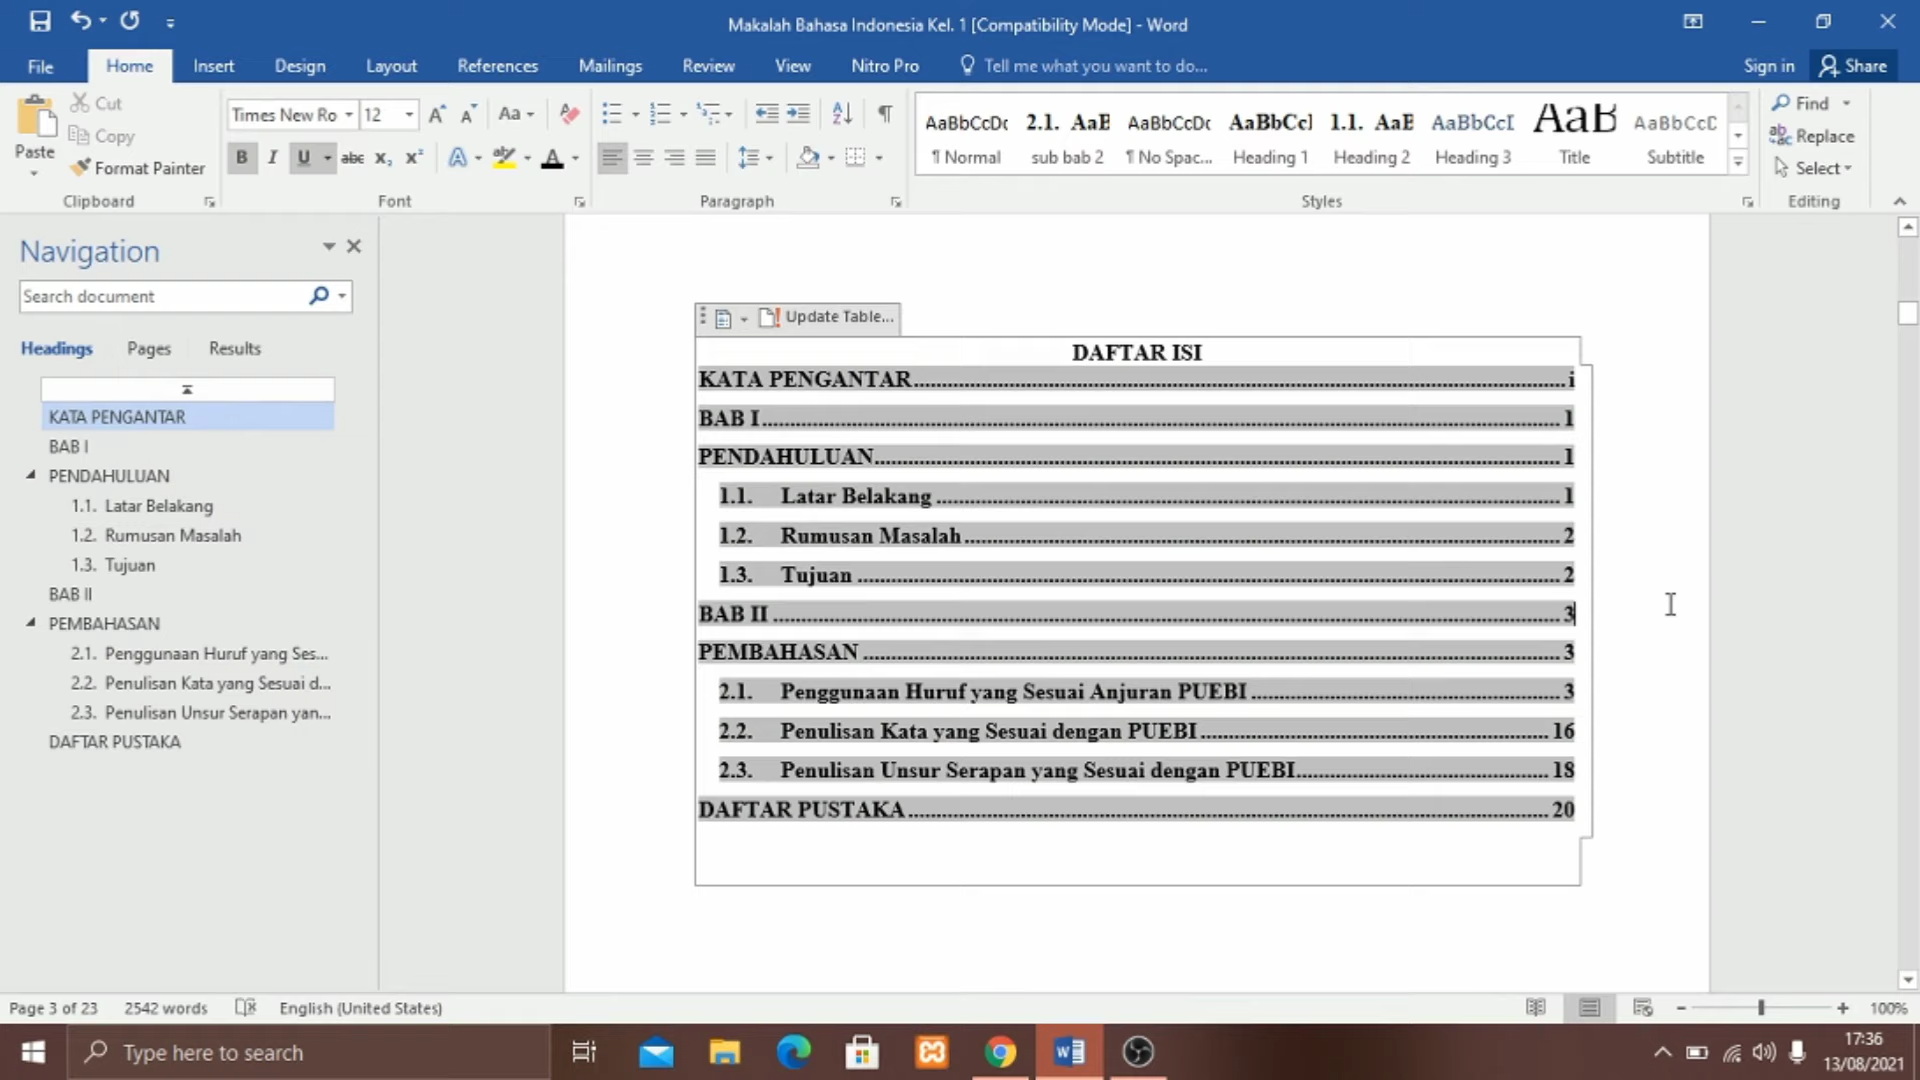 Makalah Bahasa Indonesia Kel. 1 [Compatibility Mode] - Word
File Home Insert Design Layout References Mailings Review View Nitro Pro Tell me what you want to do... Sign in Share
Paste
Cut
Copy
Format Painter
Clipboard
Times New Ro 12
Font
Paragraph
AaBbCcDc 2.1. AaB AaBbCcDc AaBbCcI 1.1. AaB AaBbCcI AaB AaBbCcC
¶ Normal sub bab 2 ¶ No Spac... Heading 1 Heading 2 Heading 3 Title Subtitle
Styles
Find
Replace
Select
Editing
Navigation
Search document
Headings Pages Results
KATA PENGANTAR
BAB I
PENDAHULUAN
1.1. Latar Belakang
1.2. Rumusan Masalah
1.3. Tujuan
BAB II
PEMBAHASAN
2.1. Penggunaan Huruf yang Ses...
2.2. Penulisan Kata yang Sesuai d...
2.3. Penulisan Unsur Serapan yan...
DAFTAR PUSTAKA
Update Table...
DAFTAR ISI
KATA PENGANTAR i
BAB I 1
PENDAHULUAN 1
1.1. Latar Belakang 1
1.2. Rumusan Masalah 2
1.3. Tujuan 2
BAB II 3
PEMBAHASAN 3
2.1. Penggunaan Huruf yang Sesuai Anjuran PUEBI 3
2.2. Penulisan Kata yang Sesuai dengan PUEBI 16
2.3. Penulisan Unsur Serapan yang Sesuai dengan PUEBI 18
DAFTAR PUSTAKA 20
Page 3 of 23 2542 words English (United States) 100%
Type here to search
17:36
13/08/2021